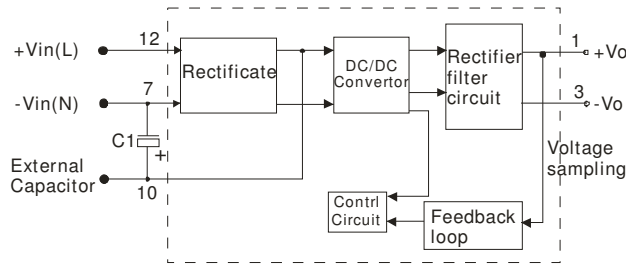 +Vin(L)
12
Rectificate
DC/DC
Convertor
Rectifier
filter
circuit
1
+Vo
-Vin(N)
7
3
-Vo
C1
+
External
Capacitor
10
Voltage
sampling
Contrl
Circuit
Feedback
loop